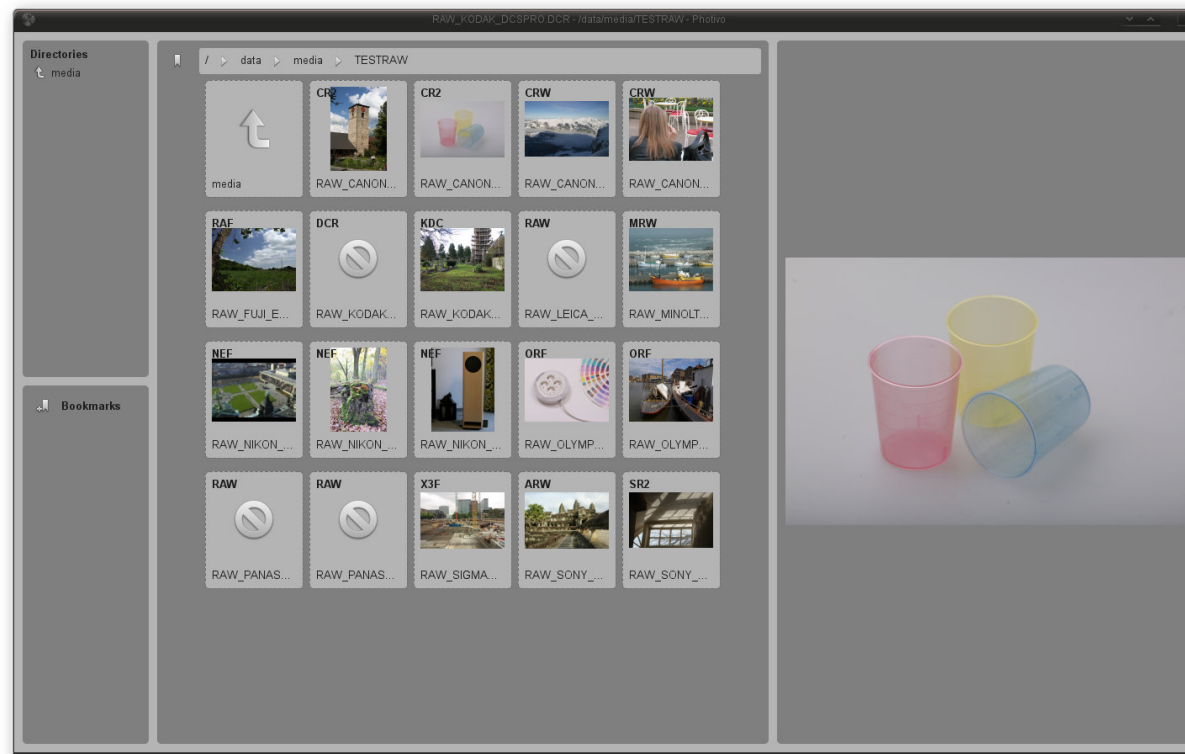 RAW_KODAK_DCSPRO.DCR - /data/media/TESTRAW - Photivo
Directories
media
Bookmarks
/ data media TESTRAW
media
CR2
RAW_CANON...
CR2
RAW_CANON...
CRW
RAW_CANON...
CRW
RAW_CANON...
RAF
RAW_FUJI_E...
DCR
RAW_KODAK...
KDC
RAW_KODAK...
RAW
RAW_LEICA_...
MRW
RAW_MINOLT...
NEF
RAW_NIKON_...
NEF
RAW_NIKON_...
NEF
RAW_NIKON_...
ORF
RAW_OLYMP...
ORF
RAW_OLYMP...
RAW
RAW_PANAS...
RAW
RAW_PANAS...
X3F
RAW_SIGMA...
ARW
RAW_SONY_...
SR2
RAW_SONY_...